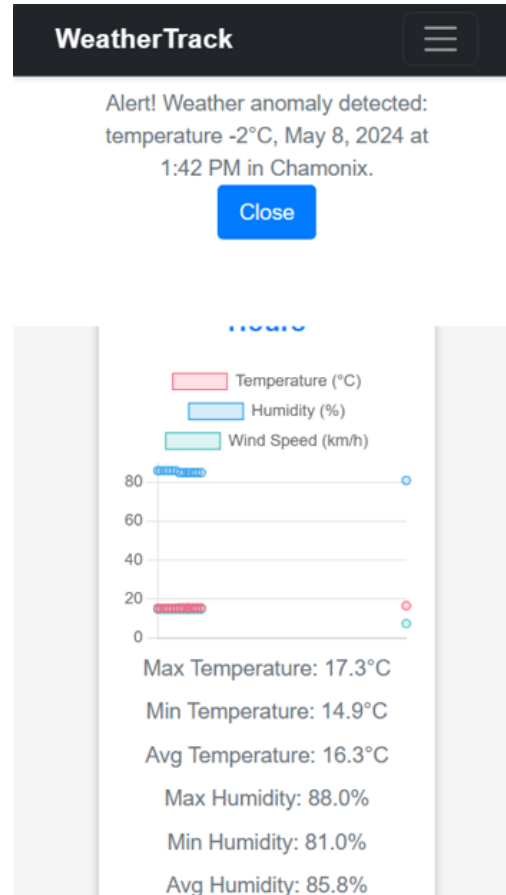 WeatherTrack
Alert! Weather anomaly detected:
temperature -2°C, May 8, 2024 at
1:42 PM in Chamonix.
Close
Hours
Temperature (°C)
Humidity (%)
Wind Speed (km/h)
80
60
40
20
0
Max Temperature: 17.3°C
Min Temperature: 14.9°C
Avg Temperature: 16.3°C
Max Humidity: 88.0%
Min Humidity: 81.0%
Avg Humidity: 85.8%